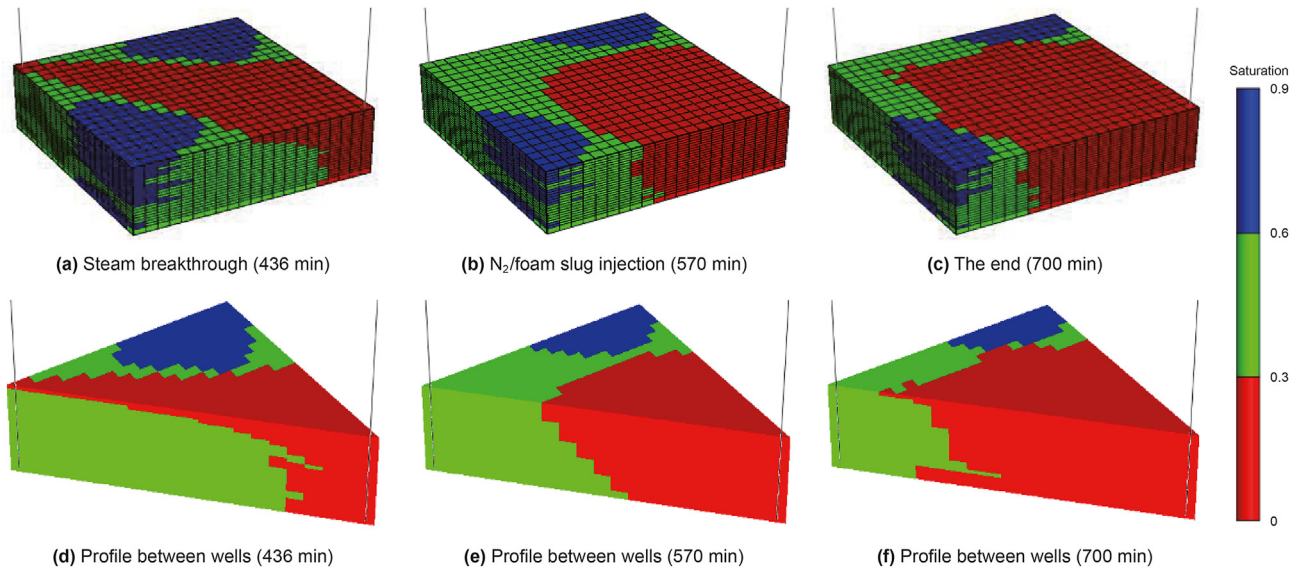 Saturation
0.9
0.6
0.3
0
(a) Steam breakthrough (436 min)
(b) N₂/foam slug injection (570 min)
(c) The end (700 min)
(d) Profile between wells (436 min)
(e) Profile between wells (570 min)
(f) Profile between wells (700 min)